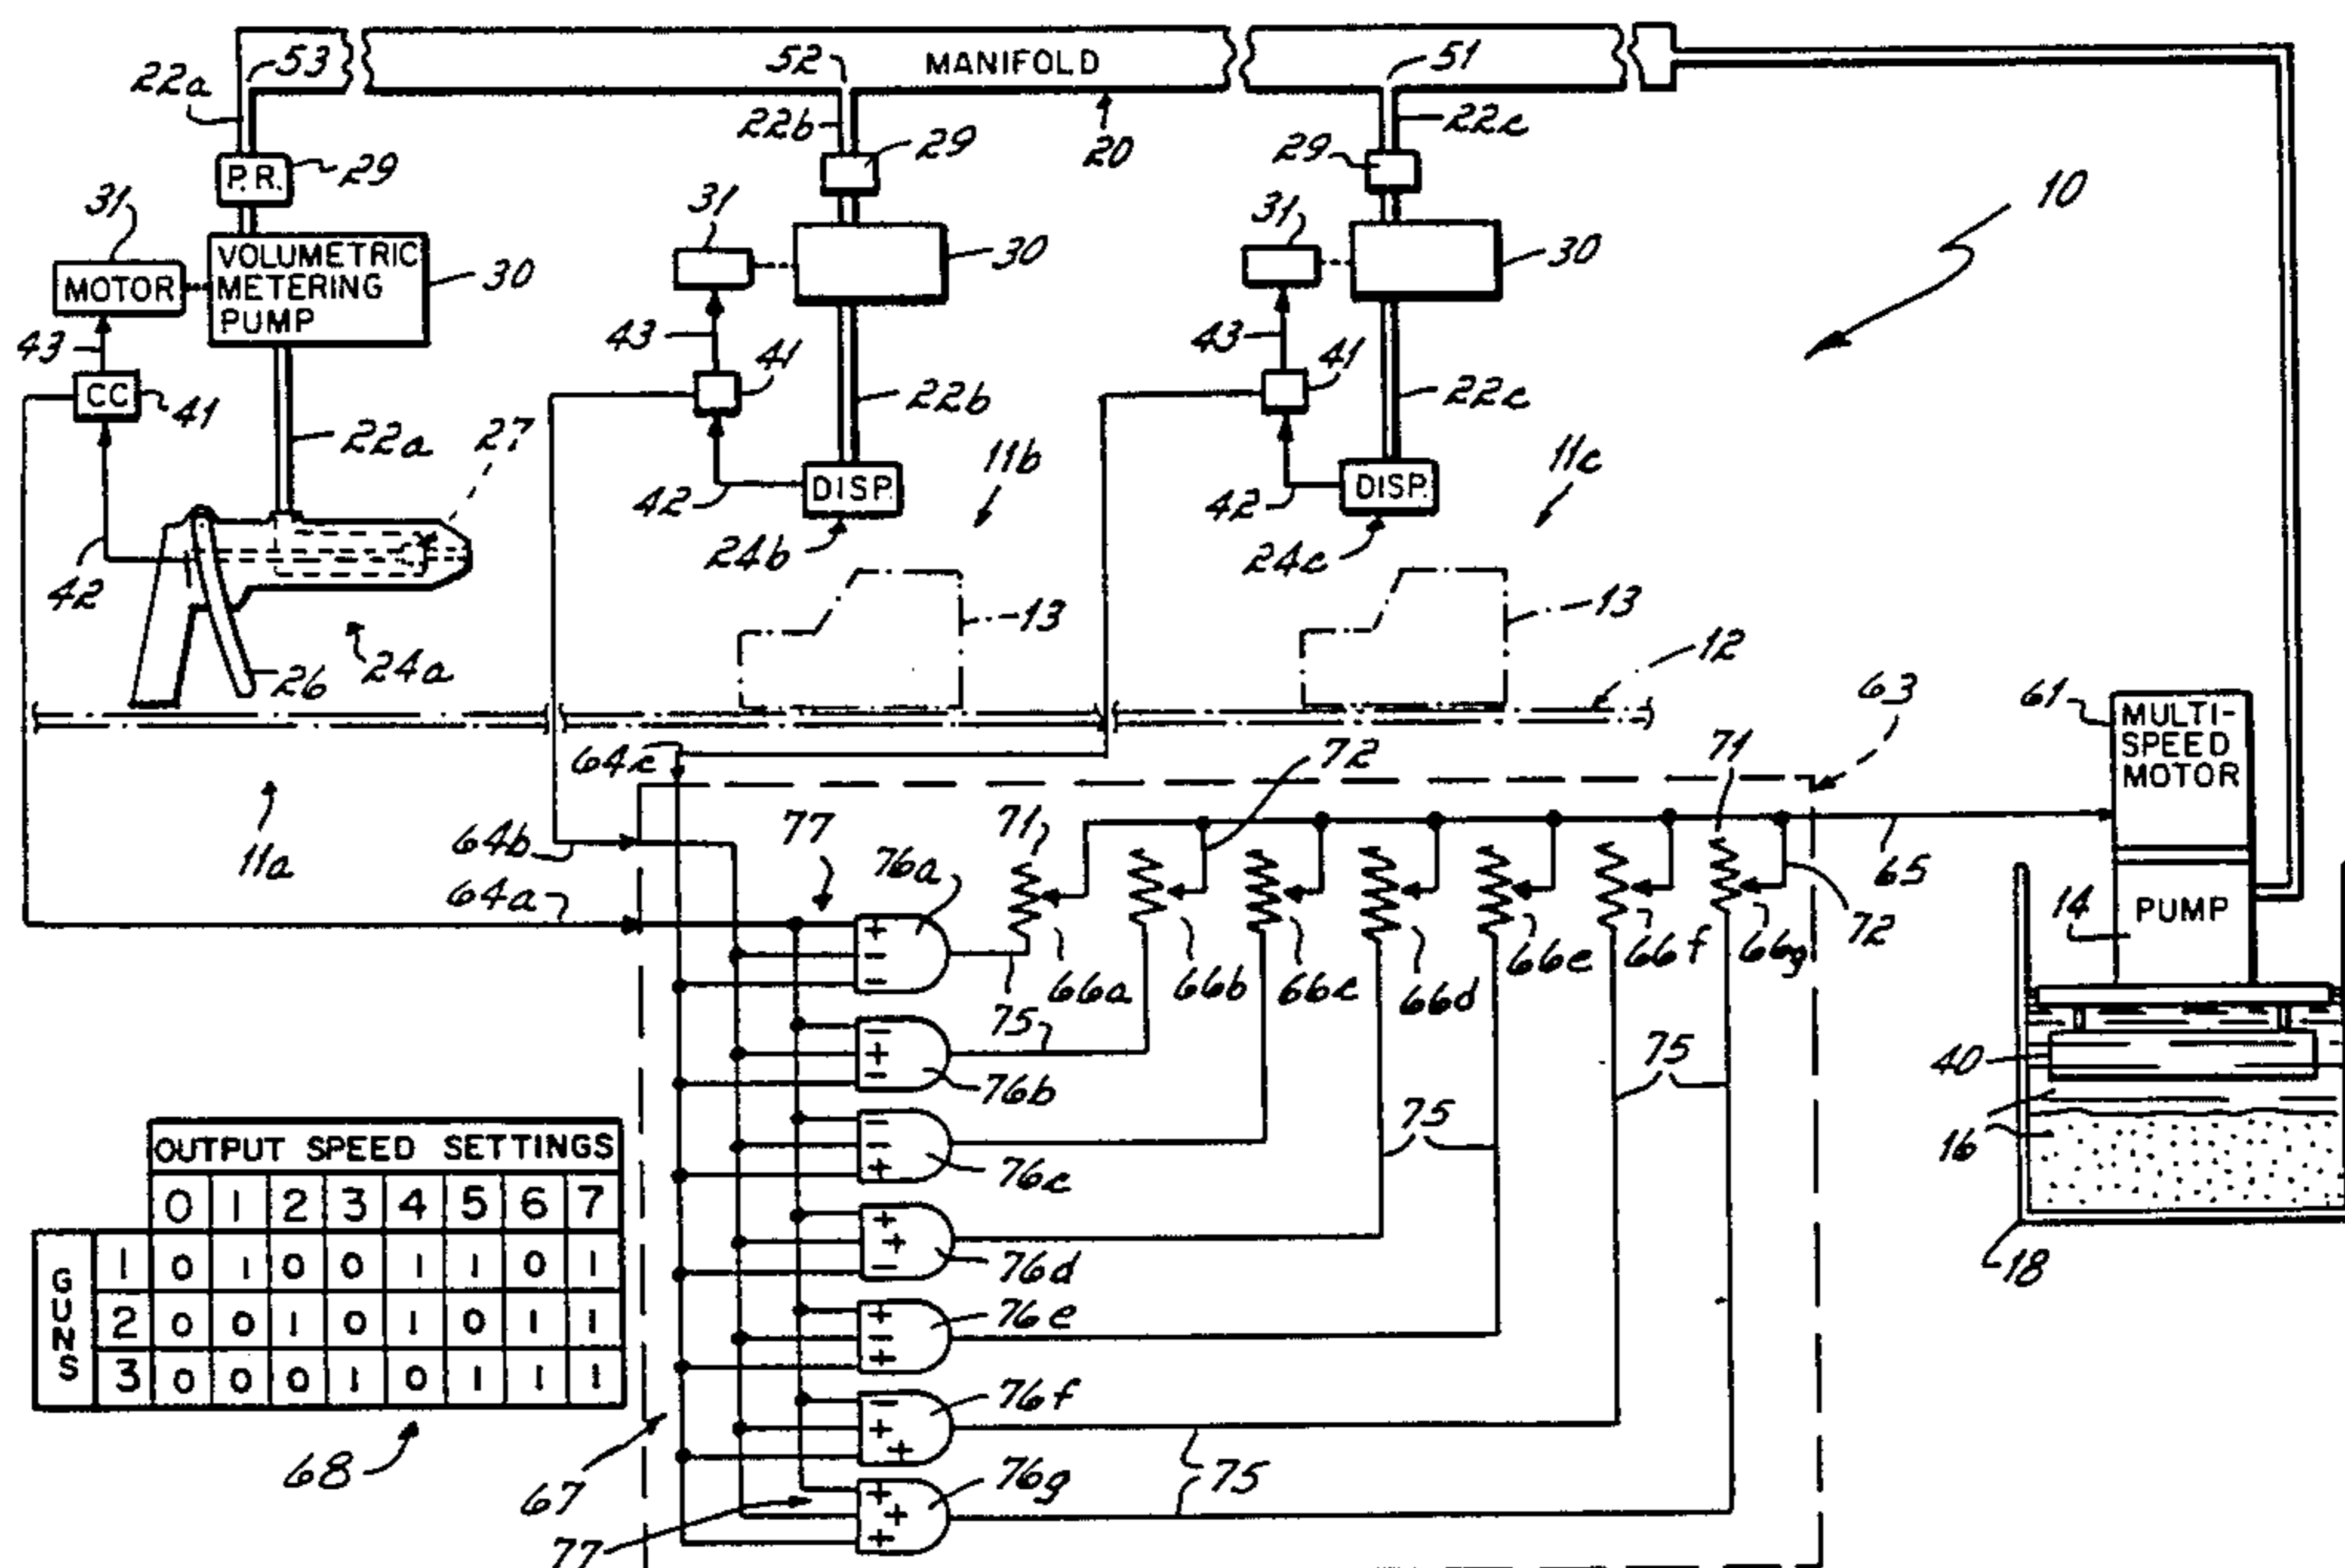 53
52
MANIFOLD
51
22a
22b
20
22c
P.R.
29
29
29
10
31
31
31
VOLUMETRIC
METERING
PUMP
MOTOR
30
30
30
43
43
43
CC
41
41
41
22a
27
22b
22c
11b
11c
42
42
42
DISP.
DISP.
24b
24c
13
13
26
24a
12
63
61
MULTI-
SPEED
MOTOR
64c
72
71
11a
64b
77
71
65
76a
64a
14
PUMP
72
+
-
-
66a
66b
66c
66d
66e
66f
66g
75
-
+
-
76b
75
40
75
16
-
-
+
76c
OUTPUT SPEED SETTINGS
0 1 2 3 4 5 6 7
GUNS
1 0 1 0 0 1 1 0 1
2 0 0 1 0 1 0 1 1
3 0 0 0 1 0 1 1 1
+
+
-
76d
18
+
-
+
76e
-
+
+
76f
68
67
75
+
+
+
76g
77